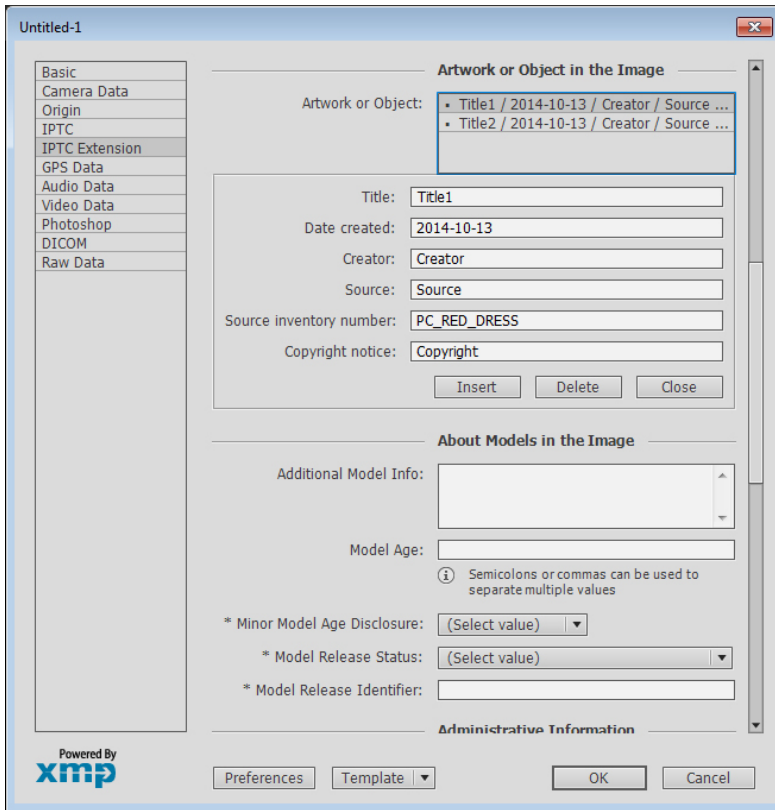 Untitled-1
Basic
Camera Data
Origin
IPTC
IPTC Extension
GPS Data
Audio Data
Video Data
Photoshop
DICOM
Raw Data
Artwork or Object in the Image
Artwork or Object:
▪ Title1 / 2014-10-13 / Creator / Source ...
▪ Title2 / 2014-10-13 / Creator / Source ...
Title: Title1
Date created: 2014-10-13
Creator: Creator
Source: Source
Source inventory number: PC_RED_DRESS
Copyright notice: Copyright
Insert Delete Close
About Models in the Image
Additional Model Info:
Model Age:
Semicolons or commas can be used to
separate multiple values
* Minor Model Age Disclosure: (Select value)
* Model Release Status: (Select value)
* Model Release Identifier:
Administrative Information
Powered By
xmp
Preferences Template OK Cancel